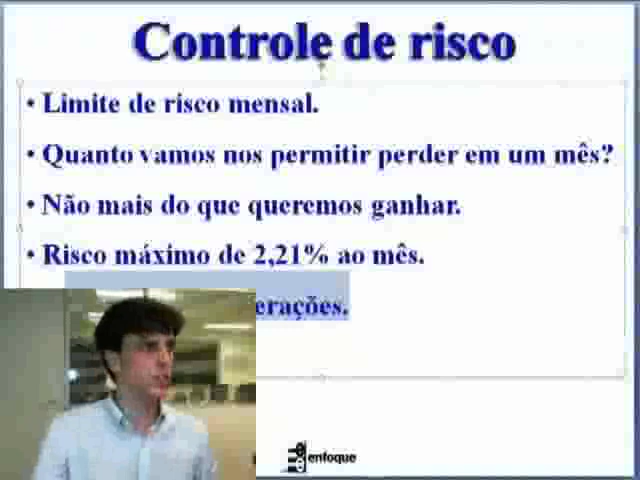 Controle de risco
• Limite de risco mensal.
• Quanto vamos nos permitir perder em um mês?
• Não mais do que queremos ganhar.
• Risco máximo de 2,21% ao mês.
erações.
enfoque